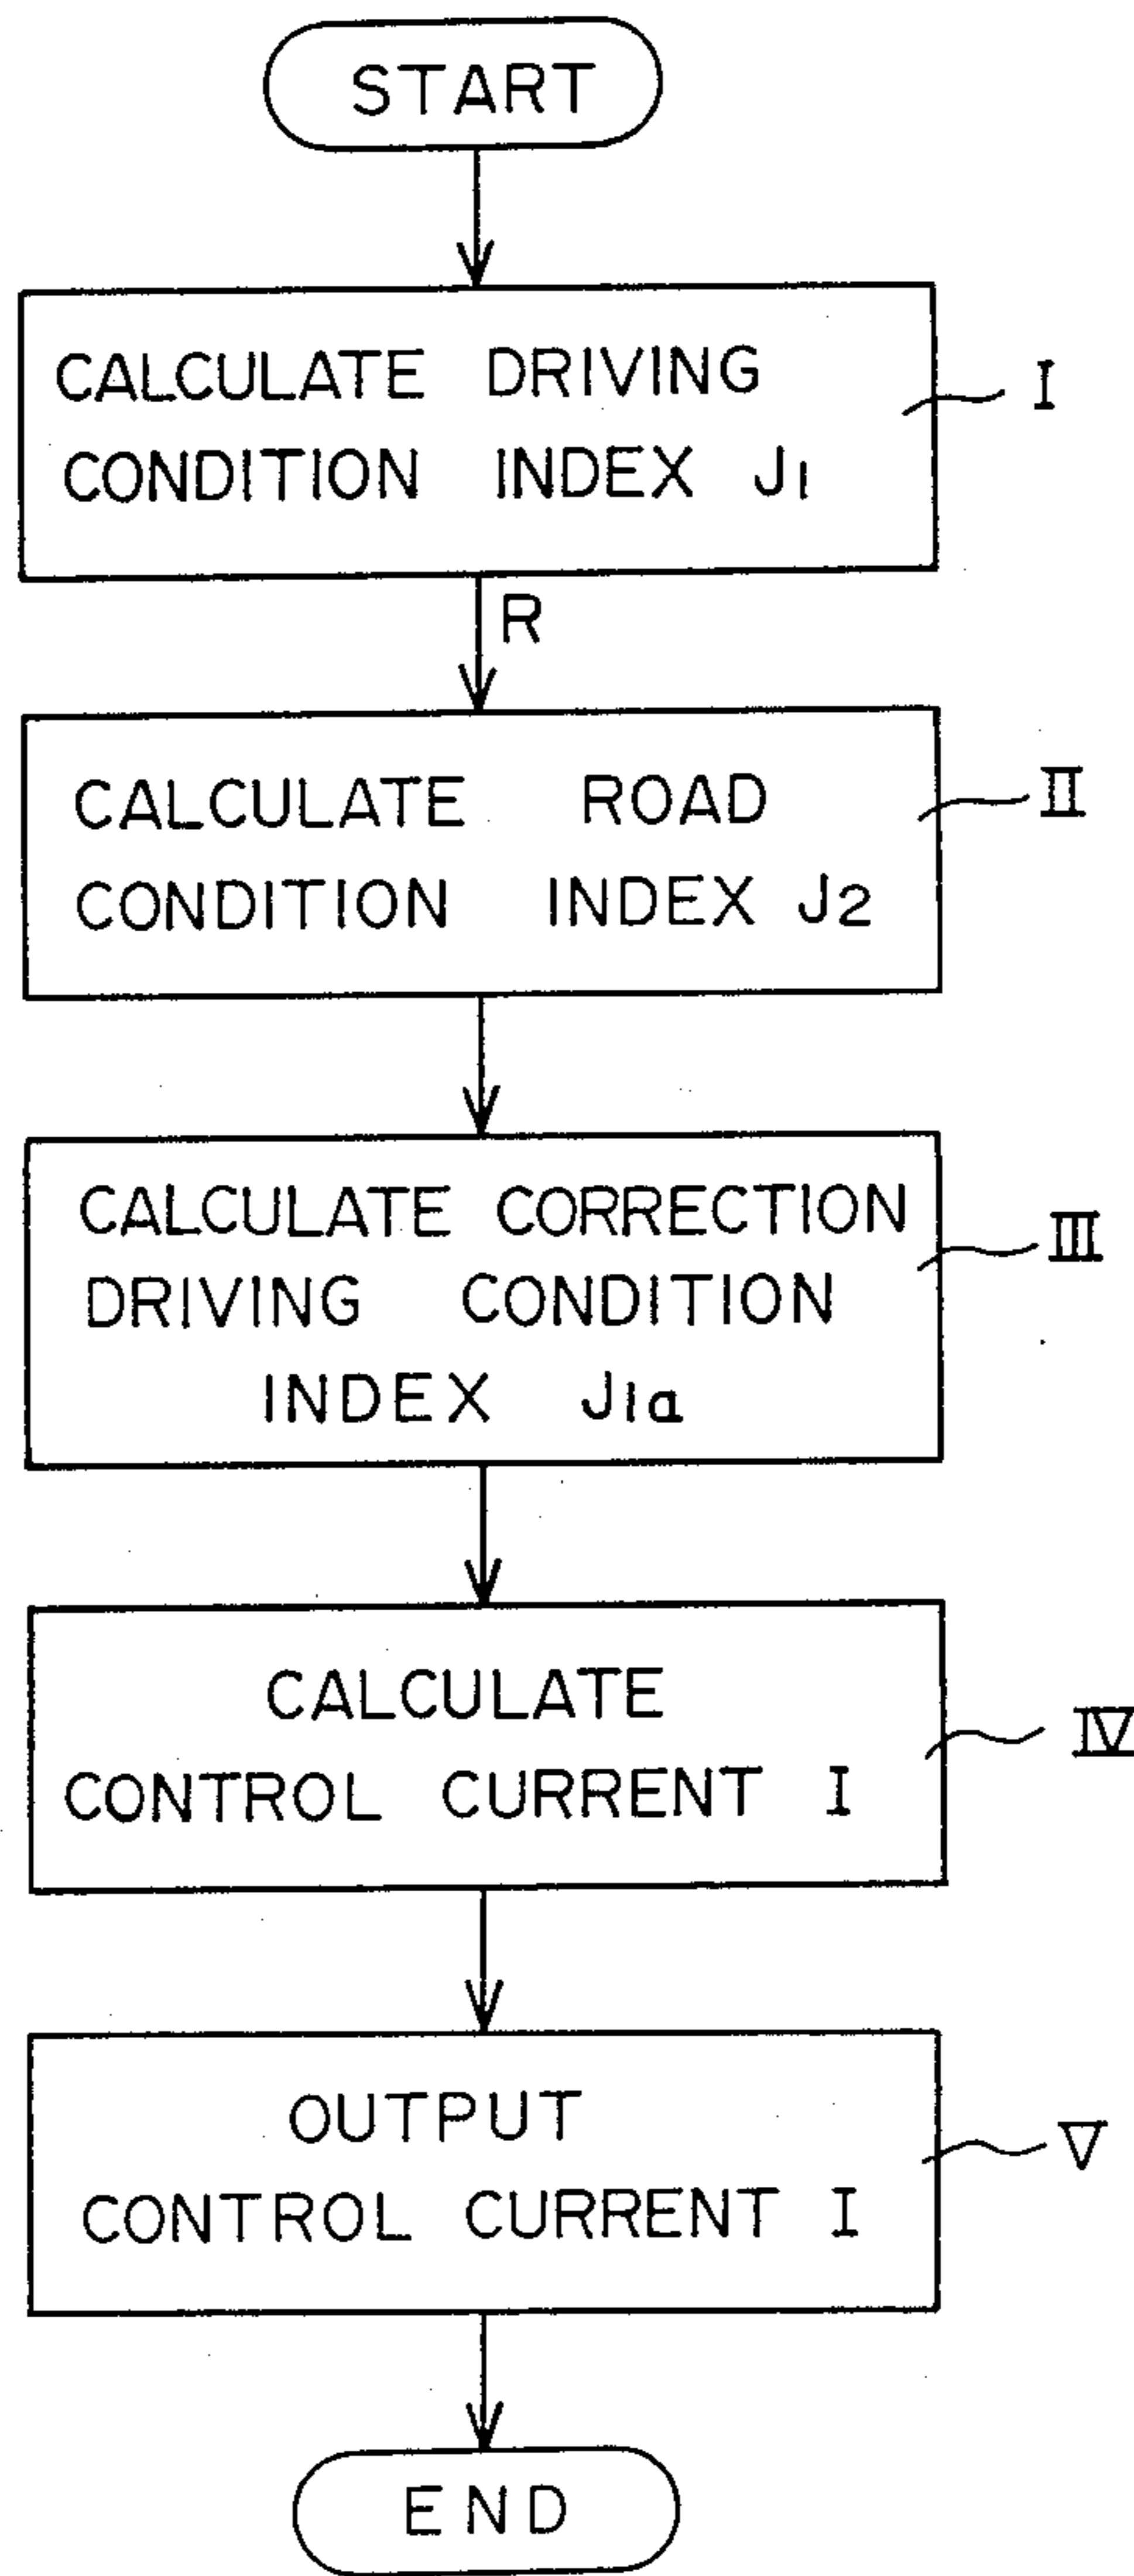 START
CALCULATE DRIVING
CONDITION INDEX J1
I
R
CALCULATE ROAD
CONDITION INDEX J2
II
CALCULATE CORRECTION
DRIVING CONDITION
INDEX J1a
III
CALCULATE
CONTROL CURRENT I
IV
OUTPUT
CONTROL CURRENT I
V
END